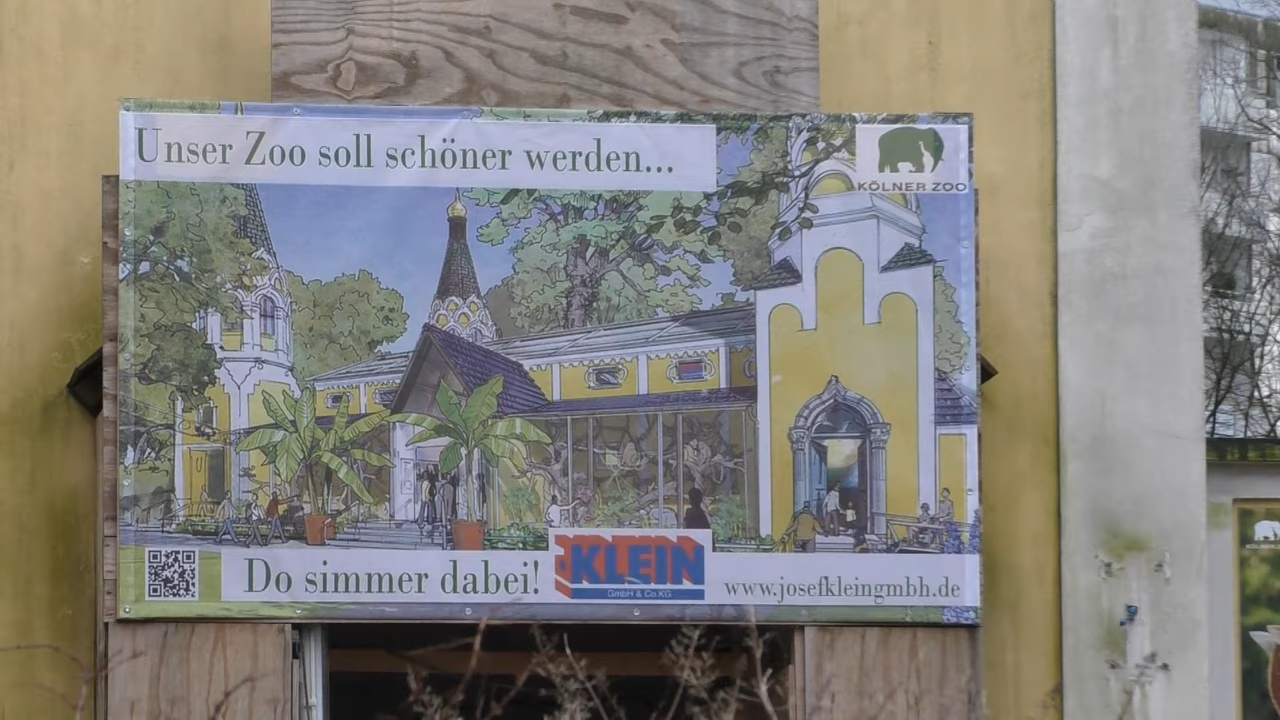 Unser Zoo soll schöner werden...
KÖLNER ZOO
Do simmer dabei!
KLEIN
GmbH & Co.KG
www.josefkleingmbh.de